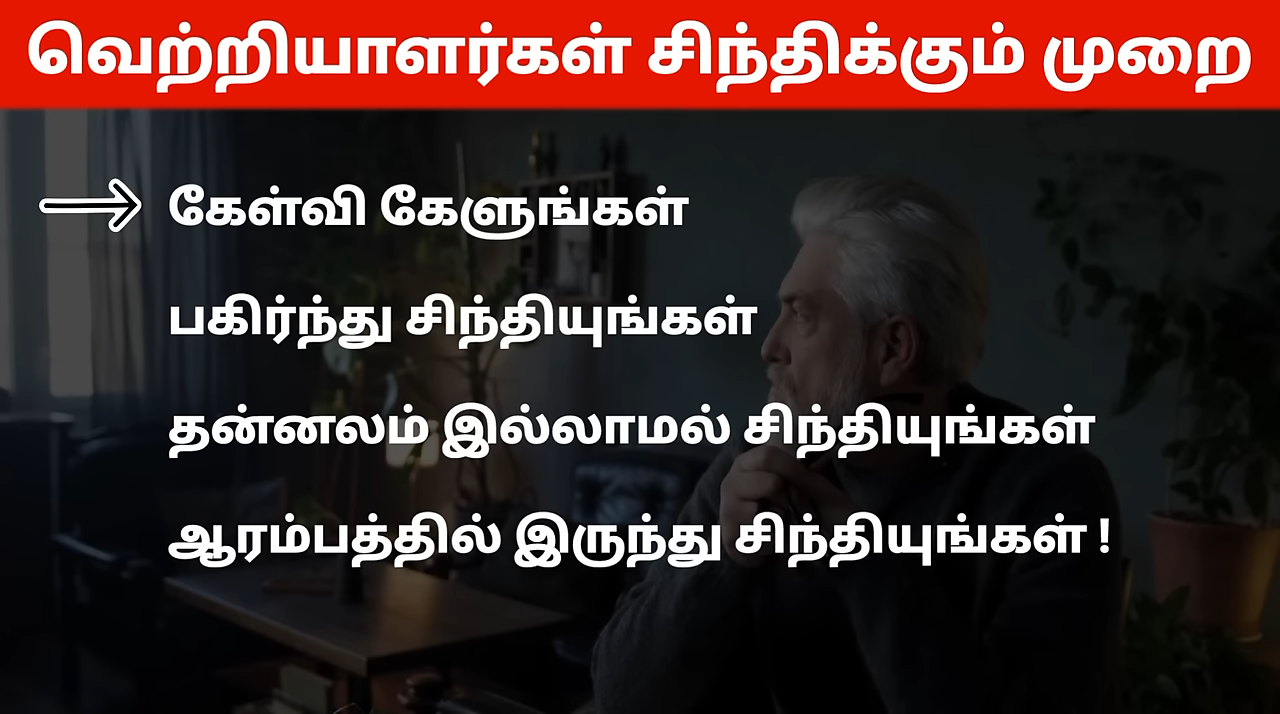 வெற்றியாளர்கள் சிந்திக்கும் முறை
கேள்வி கேளுங்கள்
பகிர்ந்து சிந்தியுங்கள்
தன்னலம் இல்லாமல் சிந்தியுங்கள்
ஆரம்பத்தில் இருந்து சிந்தியுங்கள் !